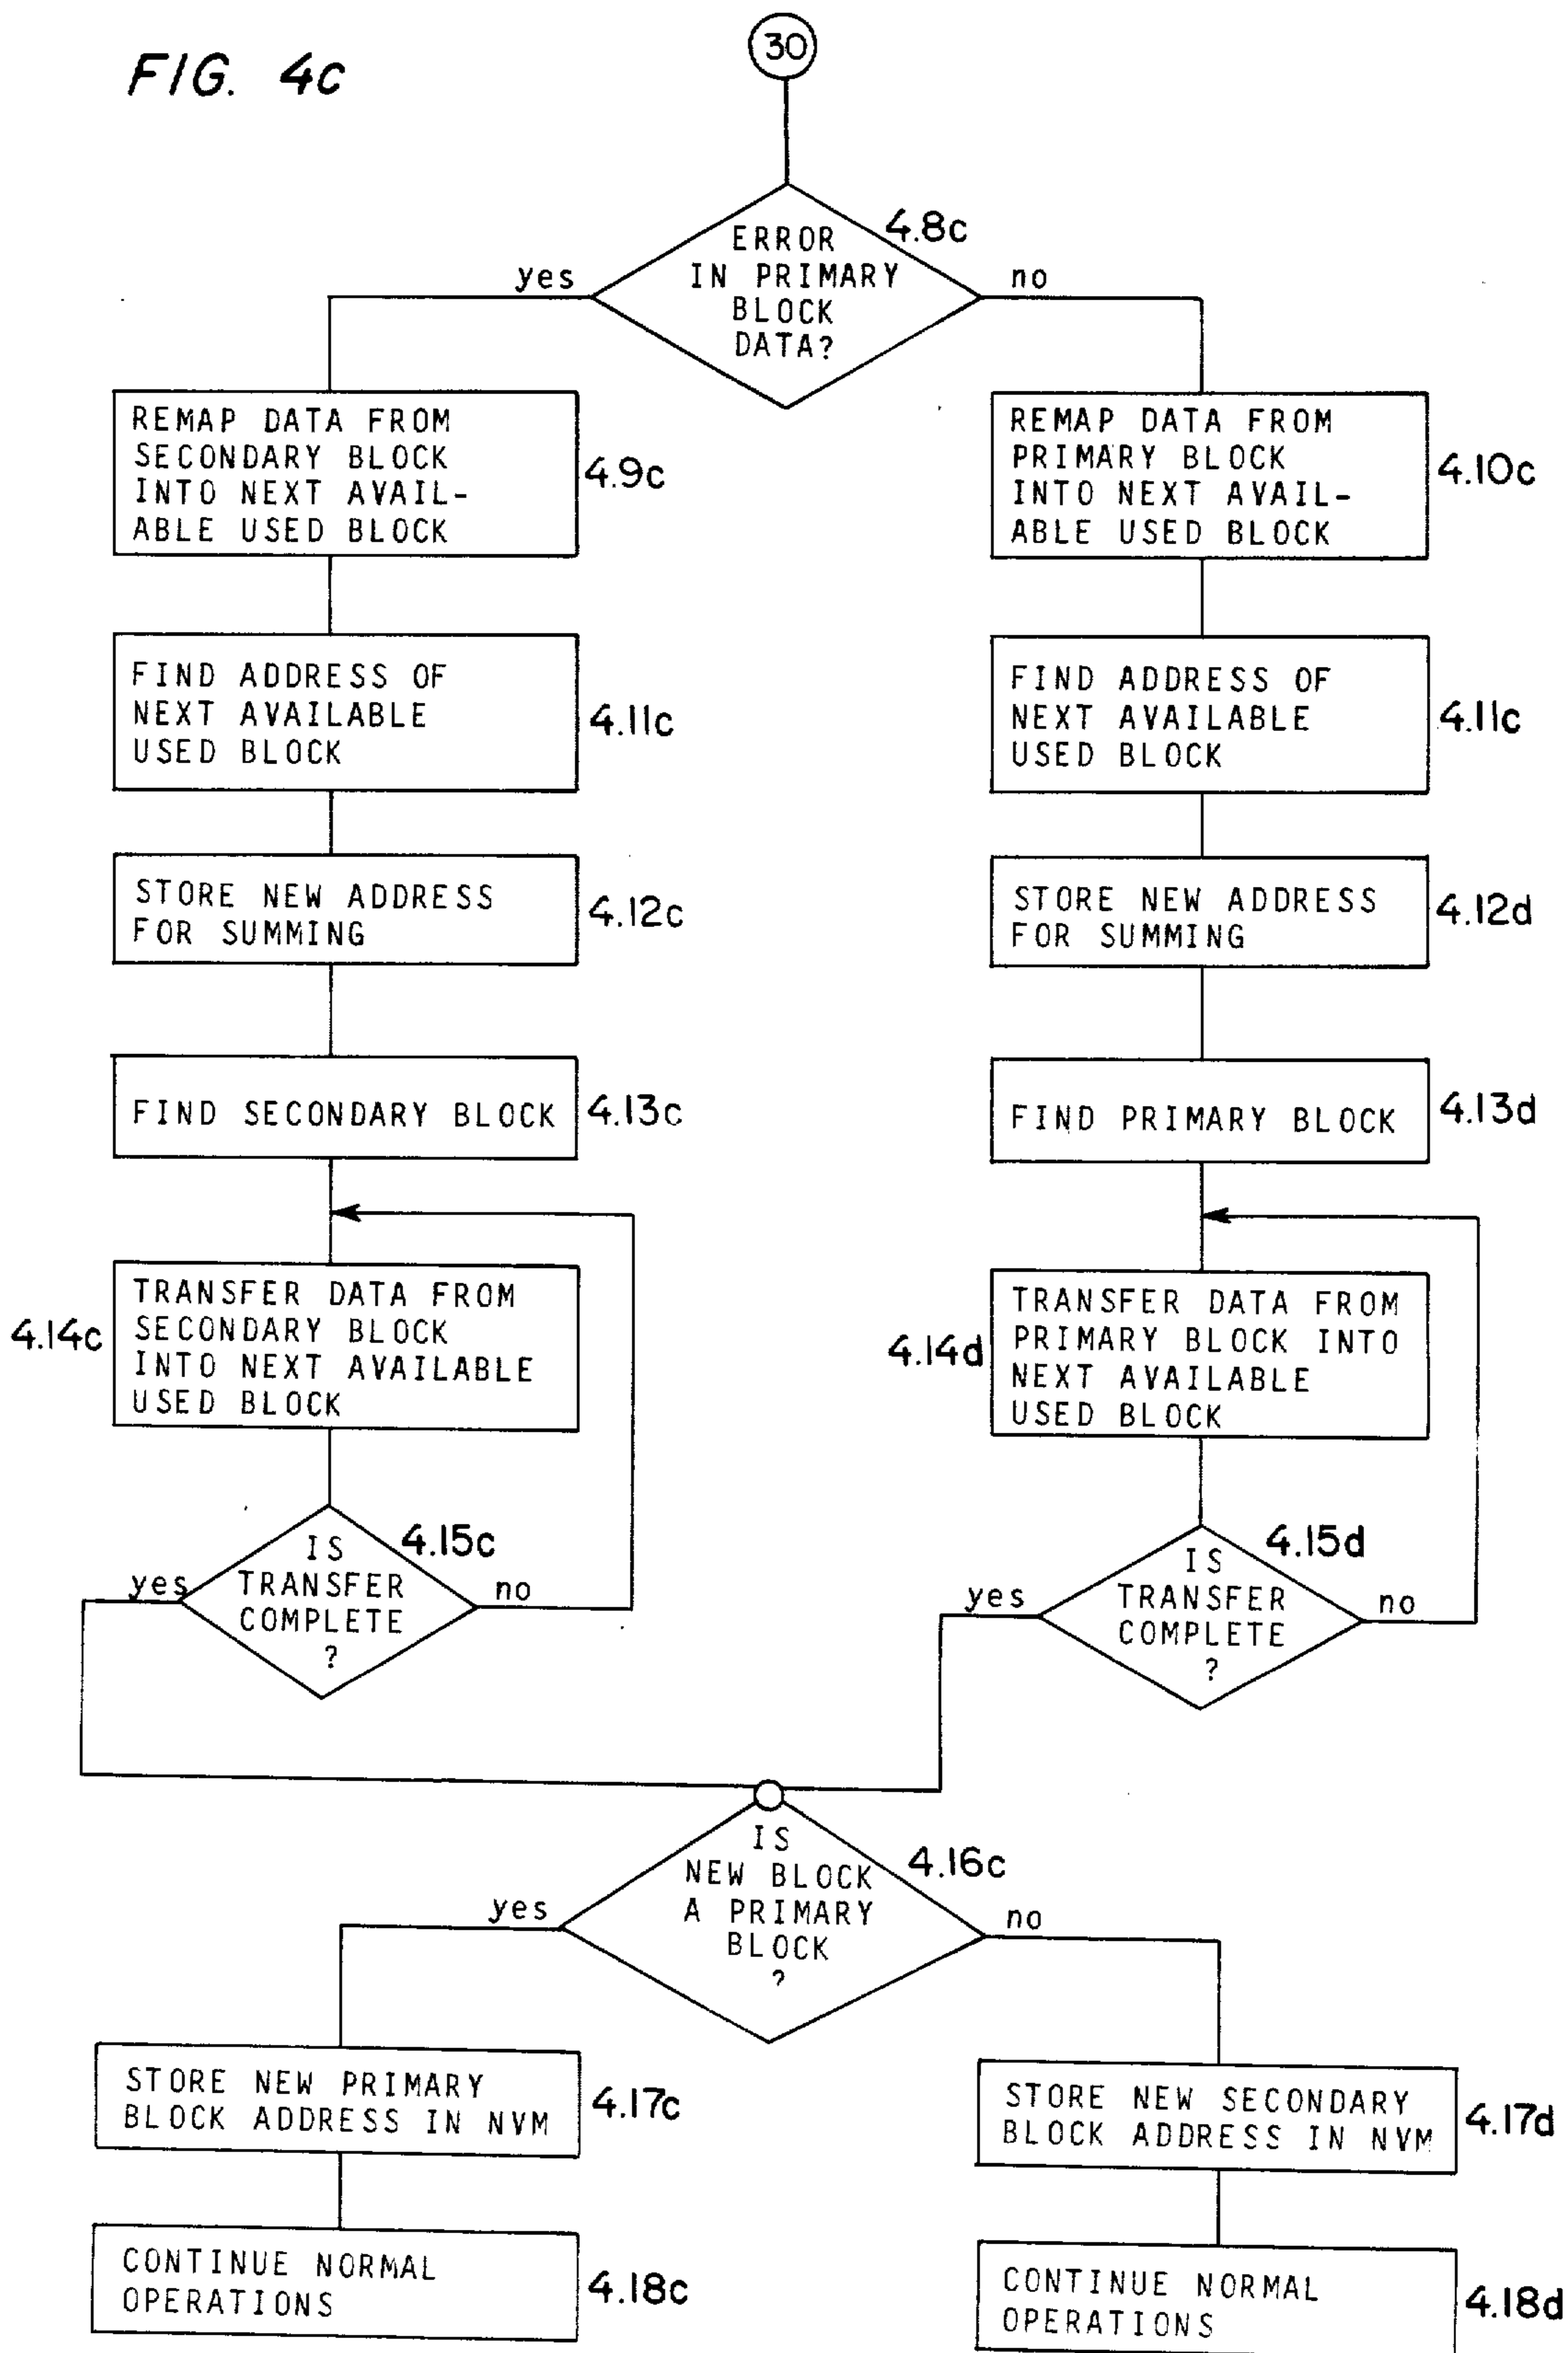 FIG. 4c
30
4.8c
ERROR
IN PRIMARY
BLOCK
DATA?
yes
no
REMAP DATA FROM
SECONDARY BLOCK
INTO NEXT AVAIL-
ABLE USED BLOCK
4.9c
REMAP DATA FROM
PRIMARY BLOCK
INTO NEXT AVAIL-
ABLE USED BLOCK
4.10c
FIND ADDRESS OF
NEXT AVAILABLE
USED BLOCK
4.11c
FIND ADDRESS OF
NEXT AVAILABLE
USED BLOCK
4.11c
STORE NEW ADDRESS
FOR SUMMING
4.12c
STORE NEW ADDRESS
FOR SUMMING
4.12d
FIND SECONDARY BLOCK
4.13c
FIND PRIMARY BLOCK
4.13d
4.14c
TRANSFER DATA FROM
SECONDARY BLOCK
INTO NEXT AVAILABLE
USED BLOCK
4.14d
TRANSFER DATA FROM
PRIMARY BLOCK INTO
NEXT AVAILABLE
USED BLOCK
4.15c
IS
TRANSFER
COMPLETE
?
yes
no
4.15d
IS
TRANSFER
COMPLETE
?
yes
no
4.16c
IS
NEW BLOCK
A PRIMARY
BLOCK
?
yes
no
STORE NEW PRIMARY
BLOCK ADDRESS IN NVM
4.17c
STORE NEW SECONDARY
BLOCK ADDRESS IN NVM
4.17d
CONTINUE NORMAL
OPERATIONS
4.18c
CONTINUE NORMAL
OPERATIONS
4.18d